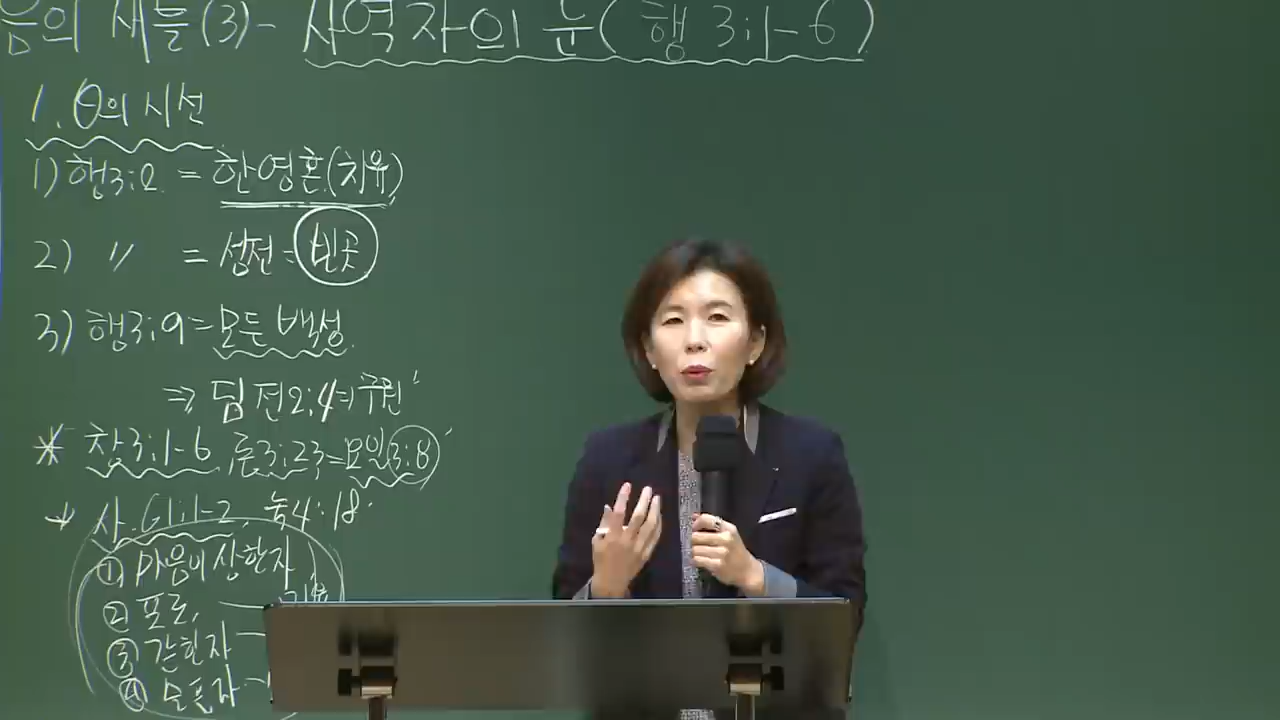 음의 새틀(3)- 사역자의 눈(행 3:1-6)
1. Θ의 시선
1) 행3:2 = 한영혼(치유)
2) 〃 = 성전 = 빈곳
3) 행3:9 = 모든 백성
⇒ 딤전2:4 = 구원
* 창3:1-6, 롬3:23 = 요일3:8
사.61:1-2, 눅4:18
① 마음이상한자
② 포로,
③ 갇힌자
④ 모든자